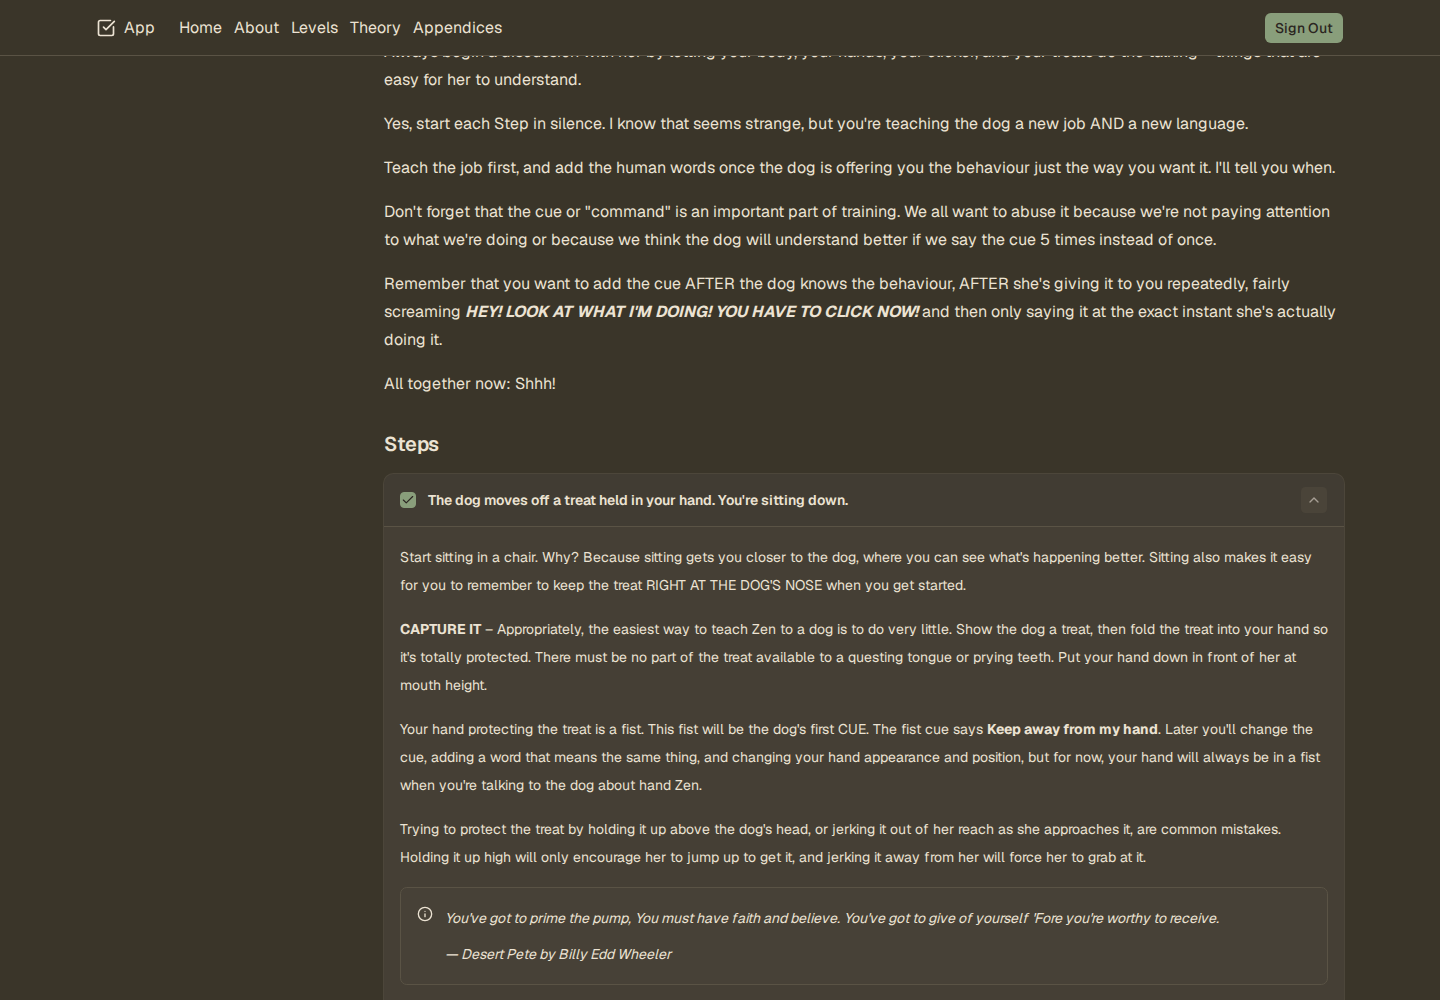 App Home About Levels Theory Appendices Sign Out
Always begin a discussion with her by letting your body, your hands, your clicker, and your treats do the talking – things that are
easy for her to understand.
Yes, start each Step in silence. I know that seems strange, but you're teaching the dog a new job AND a new language.
Teach the job first, and add the human words once the dog is offering you the behaviour just the way you want it. I'll tell you when.
Don't forget that the cue or "command" is an important part of training. We all want to abuse it because we're not paying attention
to what we're doing or because we think the dog will understand better if we say the cue 5 times instead of once.
Remember that you want to add the cue AFTER the dog knows the behaviour, AFTER she's giving it to you repeatedly, fairly
screaming HEY! LOOK AT WHAT I'M DOING! YOU HAVE TO CLICK NOW! and then only saying it at the exact instant she's actually
doing it.
All together now: Shhh!
Steps
The dog moves off a treat held in your hand. You're sitting down.
Start sitting in a chair. Why? Because sitting gets you closer to the dog, where you can see what's happening better. Sitting also makes it easy
for you to remember to keep the treat RIGHT AT THE DOG'S NOSE when you get started.
CAPTURE IT – Appropriately, the easiest way to teach Zen to a dog is to do very little. Show the dog a treat, then fold the treat into your hand so
it's totally protected. There must be no part of the treat available to a questing tongue or prying teeth. Put your hand down in front of her at
mouth height.
Your hand protecting the treat is a fist. This fist will be the dog's first CUE. The fist cue says Keep away from my hand. Later you'll change the
cue, adding a word that means the same thing, and changing your hand appearance and position, but for now, your hand will always be in a fist
when you're talking to the dog about hand Zen.
Trying to protect the treat by holding it up above the dog's head, or jerking it out of her reach as she approaches it, are common mistakes.
Holding it up high will only encourage her to jump up to get it, and jerking it away from her will force her to grab at it.
You've got to prime the pump, You must have faith and believe. You've got to give of yourself 'Fore you're worthy to receive.
— Desert Pete by Billy Edd Wheeler